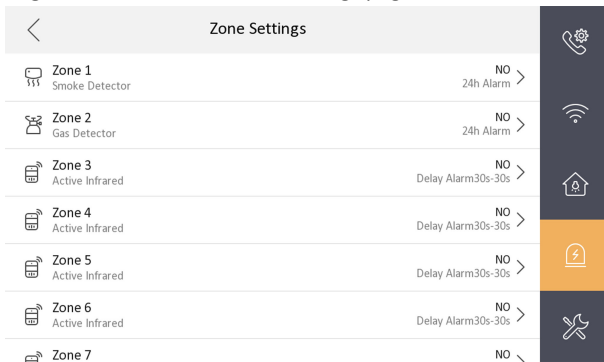 Zone Settings
Zone 1
NO
Smoke Detector
24h Alarm
Zone 2
NO
Gas Detector
24h Alarm
Zone 3
NO
Active Infrared
Delay Alarm30s-30s
Zone 4
NO
Active Infrared
Delay Alarm30s-30s
Zone 5
NO
Active Infrared
Delay Alarm30s-30s
Zone 6
NO
Active Infrared
Delay Alarm30s-30s
Zone 7
NO